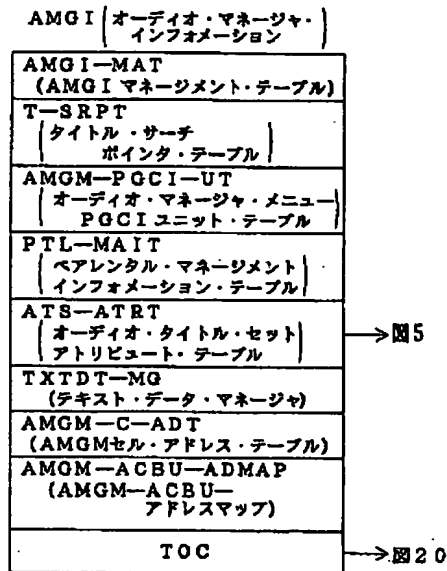 AMGI(オーディオ・マネージャ・
インフォメーション)
AMGI—MAT
(AMGIマネージメント・テーブル)
T—SRPT
(タイトル・サーチ
ポインタ・テーブル)
AMGM—PGCI—UT
(オーディオ・マネージャ・メニュー
PGCIユニット・テーブル)
PTL—MAIT
(ペアレンタル・マネージメント
インフォメーション・テーブル)
ATS—ATRT
(オーディオ・タイトル・セット
アトリビュート・テーブル)
→図5
TXTDT—MG
(テキスト・データ・マネージャ)
AMGM—C—ADT
(AMGMセル・アドレス・テーブル)
AMGM—ACBU—ADMAP
(AMGM—ACBU—
アドレスマップ)
TOC
→図20